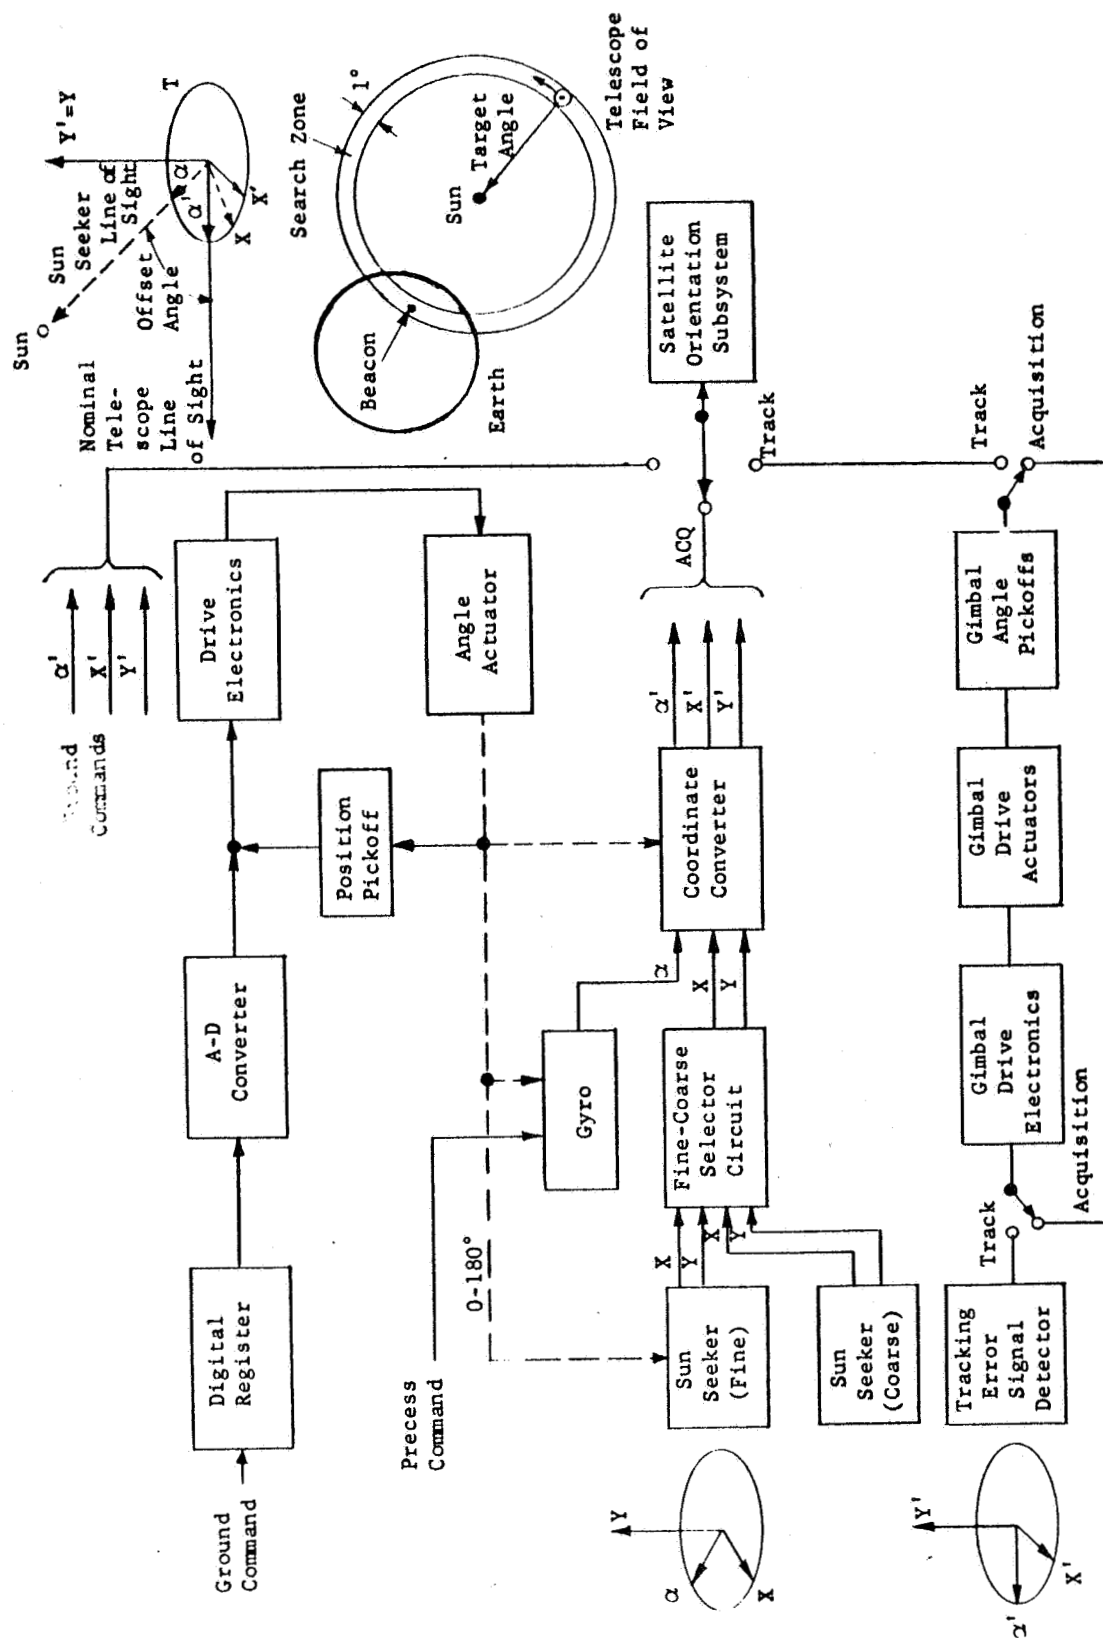 Ground
Command
Digital
Register
A-D
Converter
Drive
Electronics
Commands
α'
X'
Y'
Position
Pickoff
Angle
Actuator
Precess
Command
0-180°
Gyro
Sun
Seeker
(Fine)
X
Y
X
Y
Sun
Seeker
(Coarse)
Fine-Coarse
Selector
Circuit
α
X
Y
Coordinate
Converter
α'
X'
Y'
ACQ
Track
Satellite
Orientation
Subsystem
Tracking
Error
Signal
Detector
Track
Acquisition
Gimbal
Drive
Electronics
Gimbal
Drive
Actuators
Gimbal
Angle
Pickoffs
Track
Acquisition
Y
α
X
Y'
α'
X'
Sun
Sun
Seeker
Line of
Sight
Offset
Angle
Nominal
Tele-
scope
Line
of Sight
Y'=Y
T
α'
α
X
X'
Search Zone
1°
Sun
Target
Angle
Beacon
Earth
Telescope
Field of
View